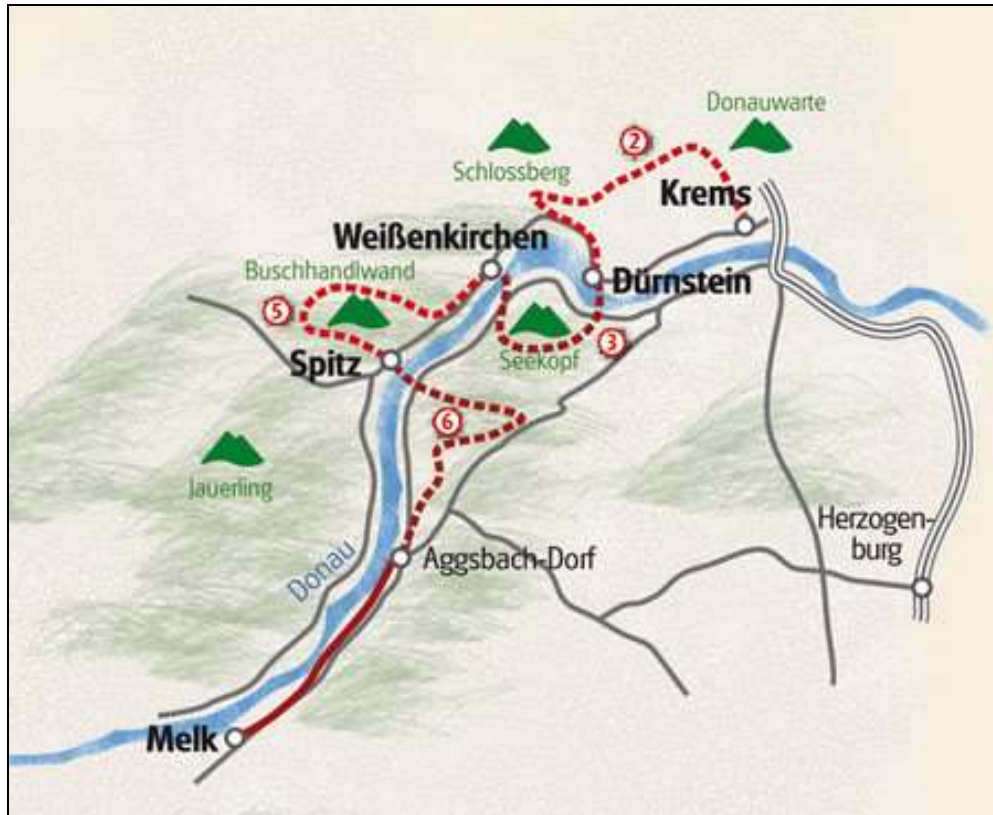 Donauwarte
2
Schlossberg
Krems
Weißenkirchen
Buschhandlwand
Dürnstein
5
3
Seekopf
Spitz
6
Jauerling
Herzogen-
burg
Aggsbach-Dorf
Donau
Melk